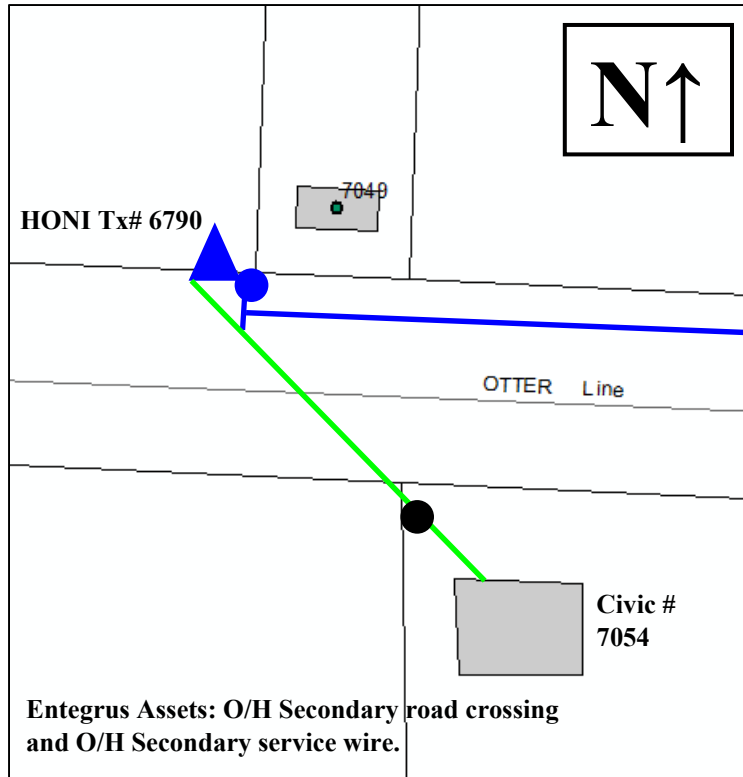 N↑
7049
HONI Tx# 6790
OTTER Line
Civic #
7054
Entegrus Assets: O/H Secondary road crossing
and O/H Secondary service wire.